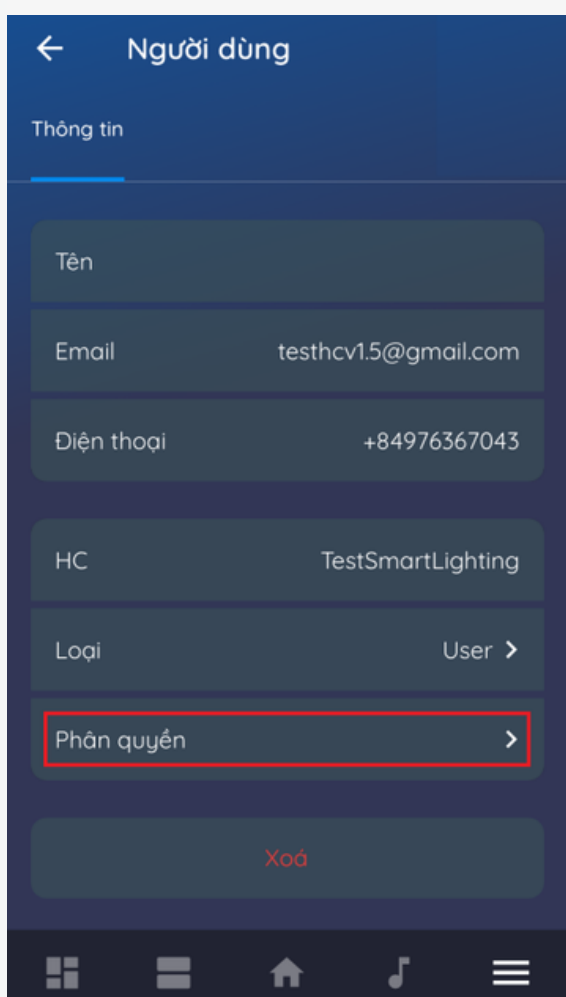 Người dùng
Thông tin
Tên
Email testhcv1.5@gmail.com
Điện thoại +84976367043
HC TestSmartLighting
Loại User
Phân quyền
Xoá